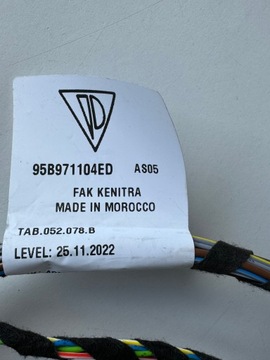 95B971104ED AS05
FAK KENITRA
MADE IN MOROCCO
TAB.052.078.B
LEVEL: 25.11.2022